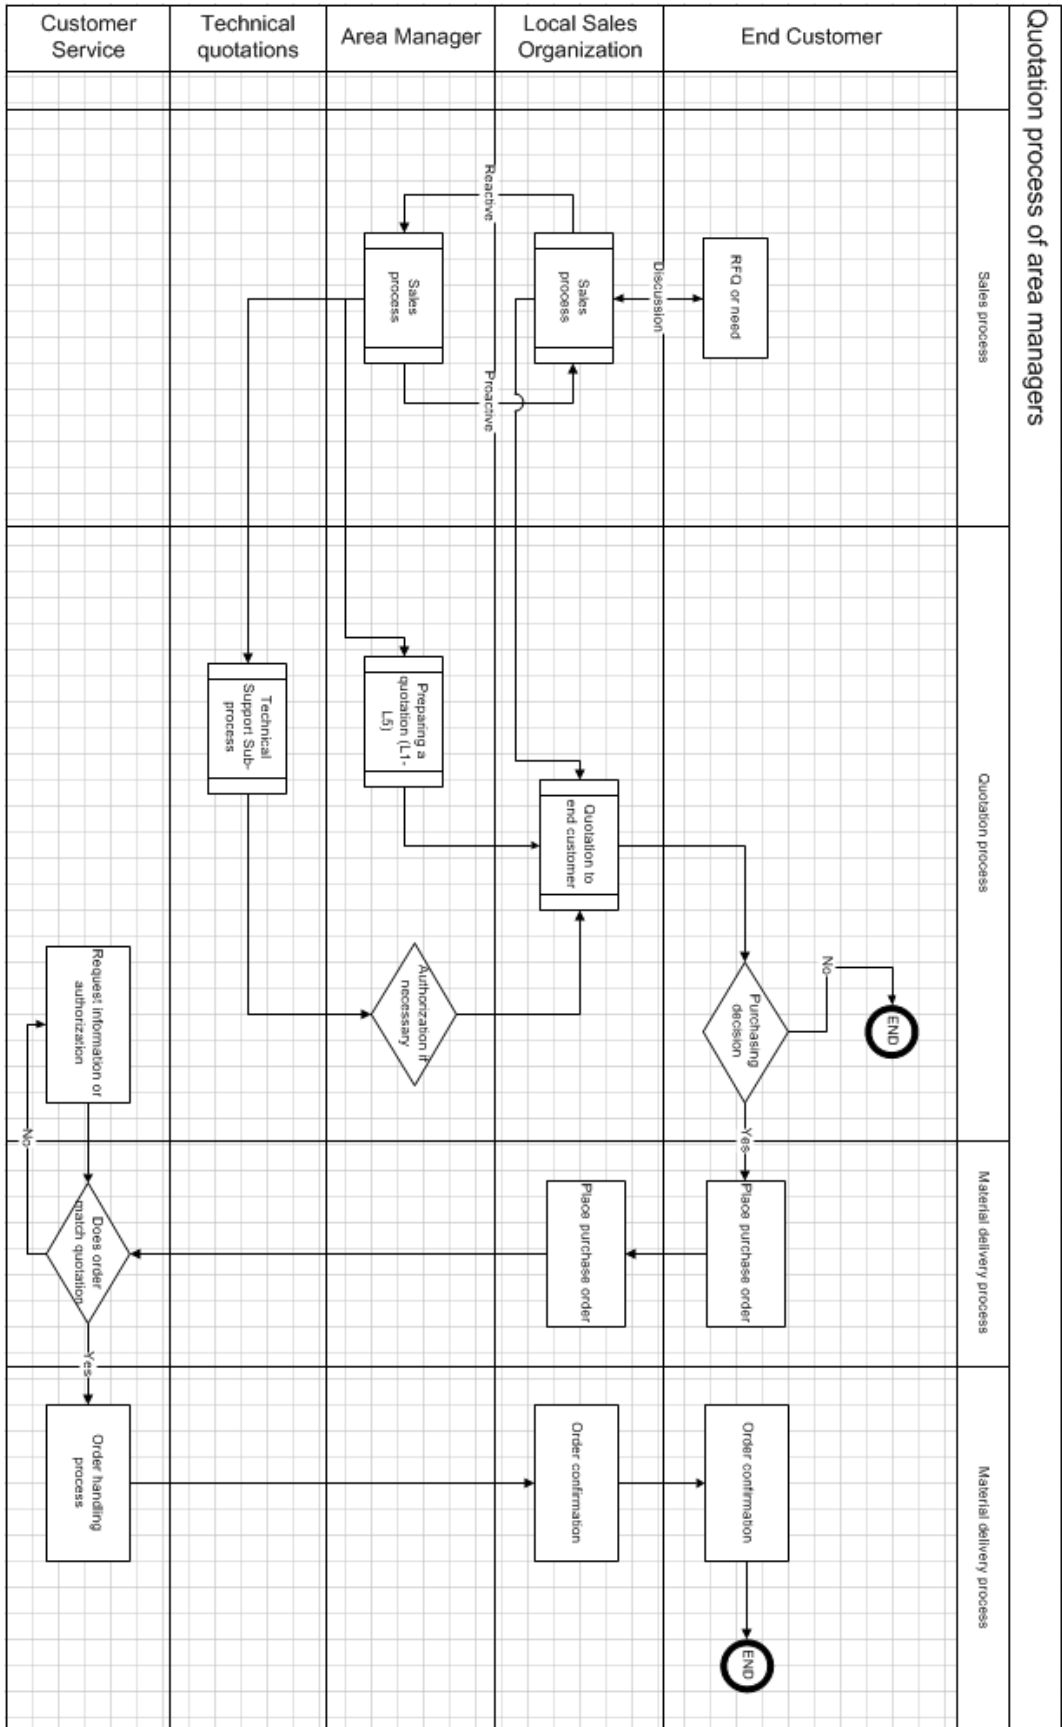 Quotation process of area managers
Customer
Service
Technical
quotations
Area Manager
Local Sales
Organization
End Customer
Sales process
Quotation process
Material delivery process
Material delivery process
RFQ or need
Discussion
Sales
process
Reactive
Proactive
Sales
process
Technical
Support Sub-
process
Preparing a
quotation (L1-
L5)
Quotation to
end customer
Authorization if
necessary
Purchasing
decision
No
END
Yes
Request information or
authorization
No
Does order
match quotation
Place purchase order
Place purchase order
Yes
Order handling
process
Order confirmation
Order confirmation
END